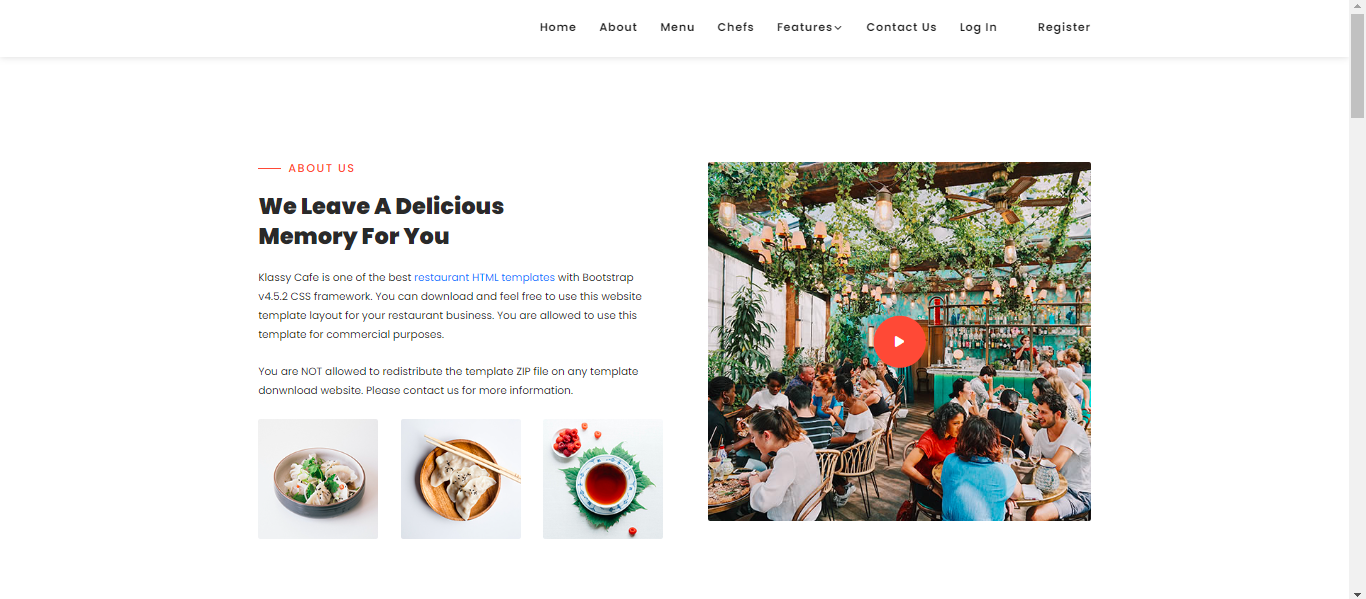 Home About Menu Chefs Features Contact Us Log In Register
ABOUT US
We Leave A Delicious
Memory For You
Klassy Cafe is one of the best restaurant HTML templates with Bootstrap
v4.5.2 CSS framework. You can download and feel free to use this website
template layout for your restaurant business. You are allowed to use this
template for commercial purposes.
You are NOT allowed to redistribute the template ZIP file on any template
donwnload website. Please contact us for more information.